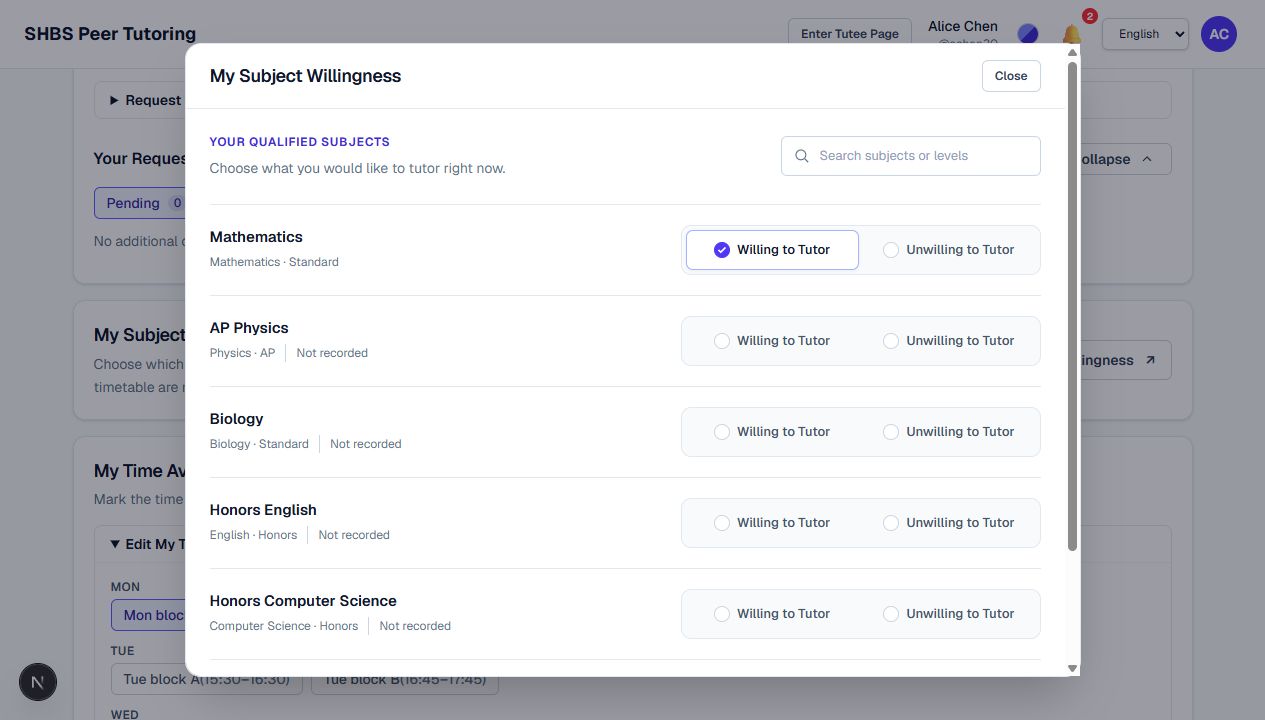 SHBS Peer Tutoring
Enter Tutee Page
Alice Chen
2
English
AC
Request
Your Reques
Pending 0
No additional
My Subject
Choose which
timetable are
ingness
My Time Av
Mark the time
Edit My T
MON
Mon bloc
TUE
Tue block A(15:30–16:30)
Tue block B(16:45–17:45)
WED
N
ollapse
My Subject Willingness
Close
YOUR QUALIFIED SUBJECTS
Choose what you would like to tutor right now.
Search subjects or levels
Mathematics
Mathematics · Standard
Willing to Tutor
Unwilling to Tutor
AP Physics
Physics · AP
Not recorded
Willing to Tutor
Unwilling to Tutor
Biology
Biology · Standard
Not recorded
Willing to Tutor
Unwilling to Tutor
Honors English
English · Honors
Not recorded
Willing to Tutor
Unwilling to Tutor
Honors Computer Science
Computer Science · Honors
Not recorded
Willing to Tutor
Unwilling to Tutor